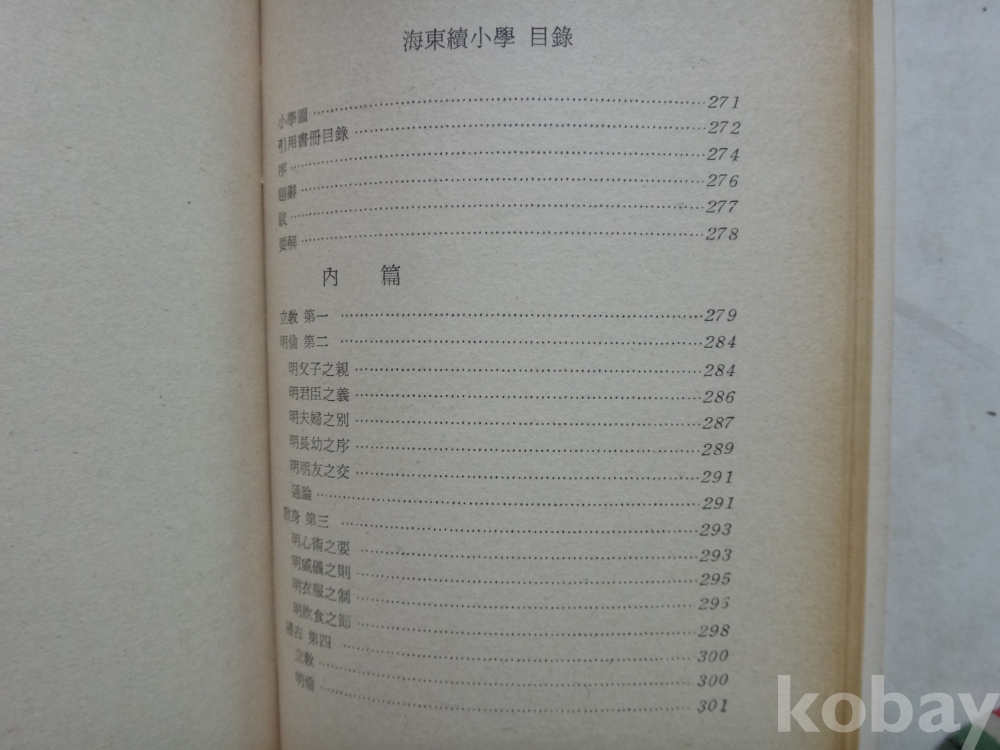 海東續小學 目錄
小學圖 271
引用書冊目錄 272
序 274
題辭 276
277
要解 278
內 篇
立教 第一 279
明倫 第二 284
明父子之親 284
明君臣之義 286
明夫婦之別 287
明長幼之序 289
明朋友之交 291
通論 291
敬身 第三 293
明心術之要 293
明威儀之則 295
明衣服之制 296
明飲食之節 298
稽古 第四 300
立教 300
明倫 301
kobay